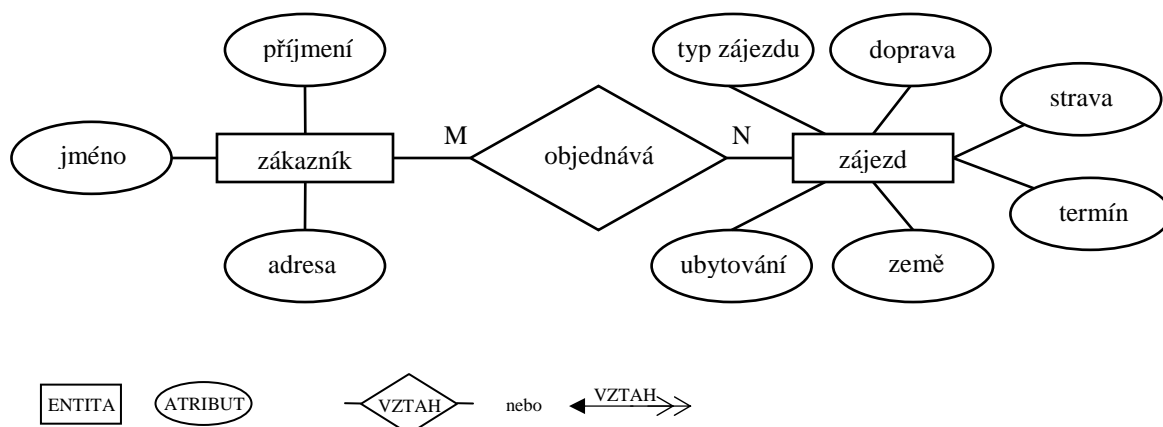 příjmení
typ zájezdu
doprava
strava
jméno
zákazník
M
objednává
N
zájezd
termín
adresa
ubytování
země
ENTITA
ATRIBUT
VZTAH
nebo
VZTAH